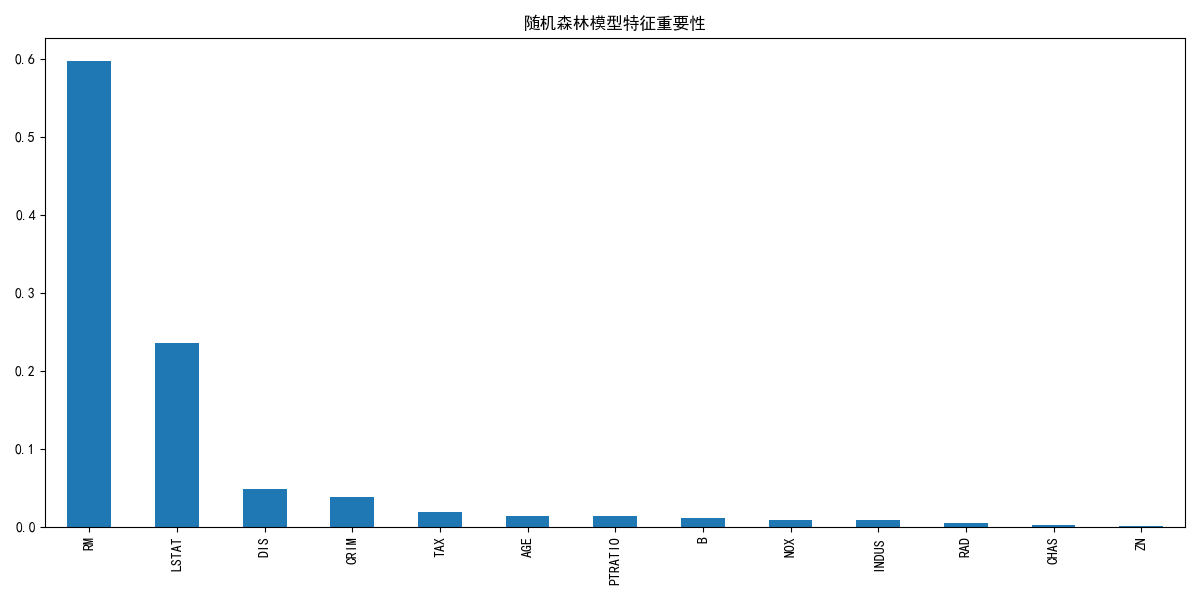 随机森林模型特征重要性
0.6
0.5
0.4
0.3
0.2
0.1
0.0
RM
LSTAT
DIS
CRIM
TAX
AGE
PTRATIO
B
NOX
INDUS
RAD
CHAS
ZN